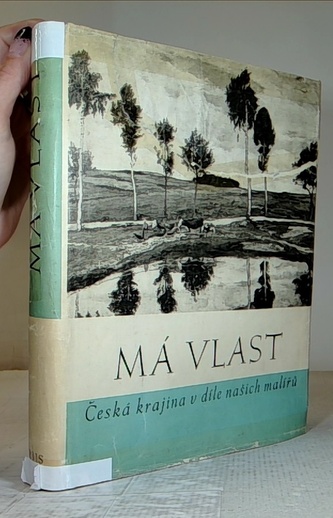 MÁ VLAST
MÁ VLAST
Česká krajina v díle našich malířů